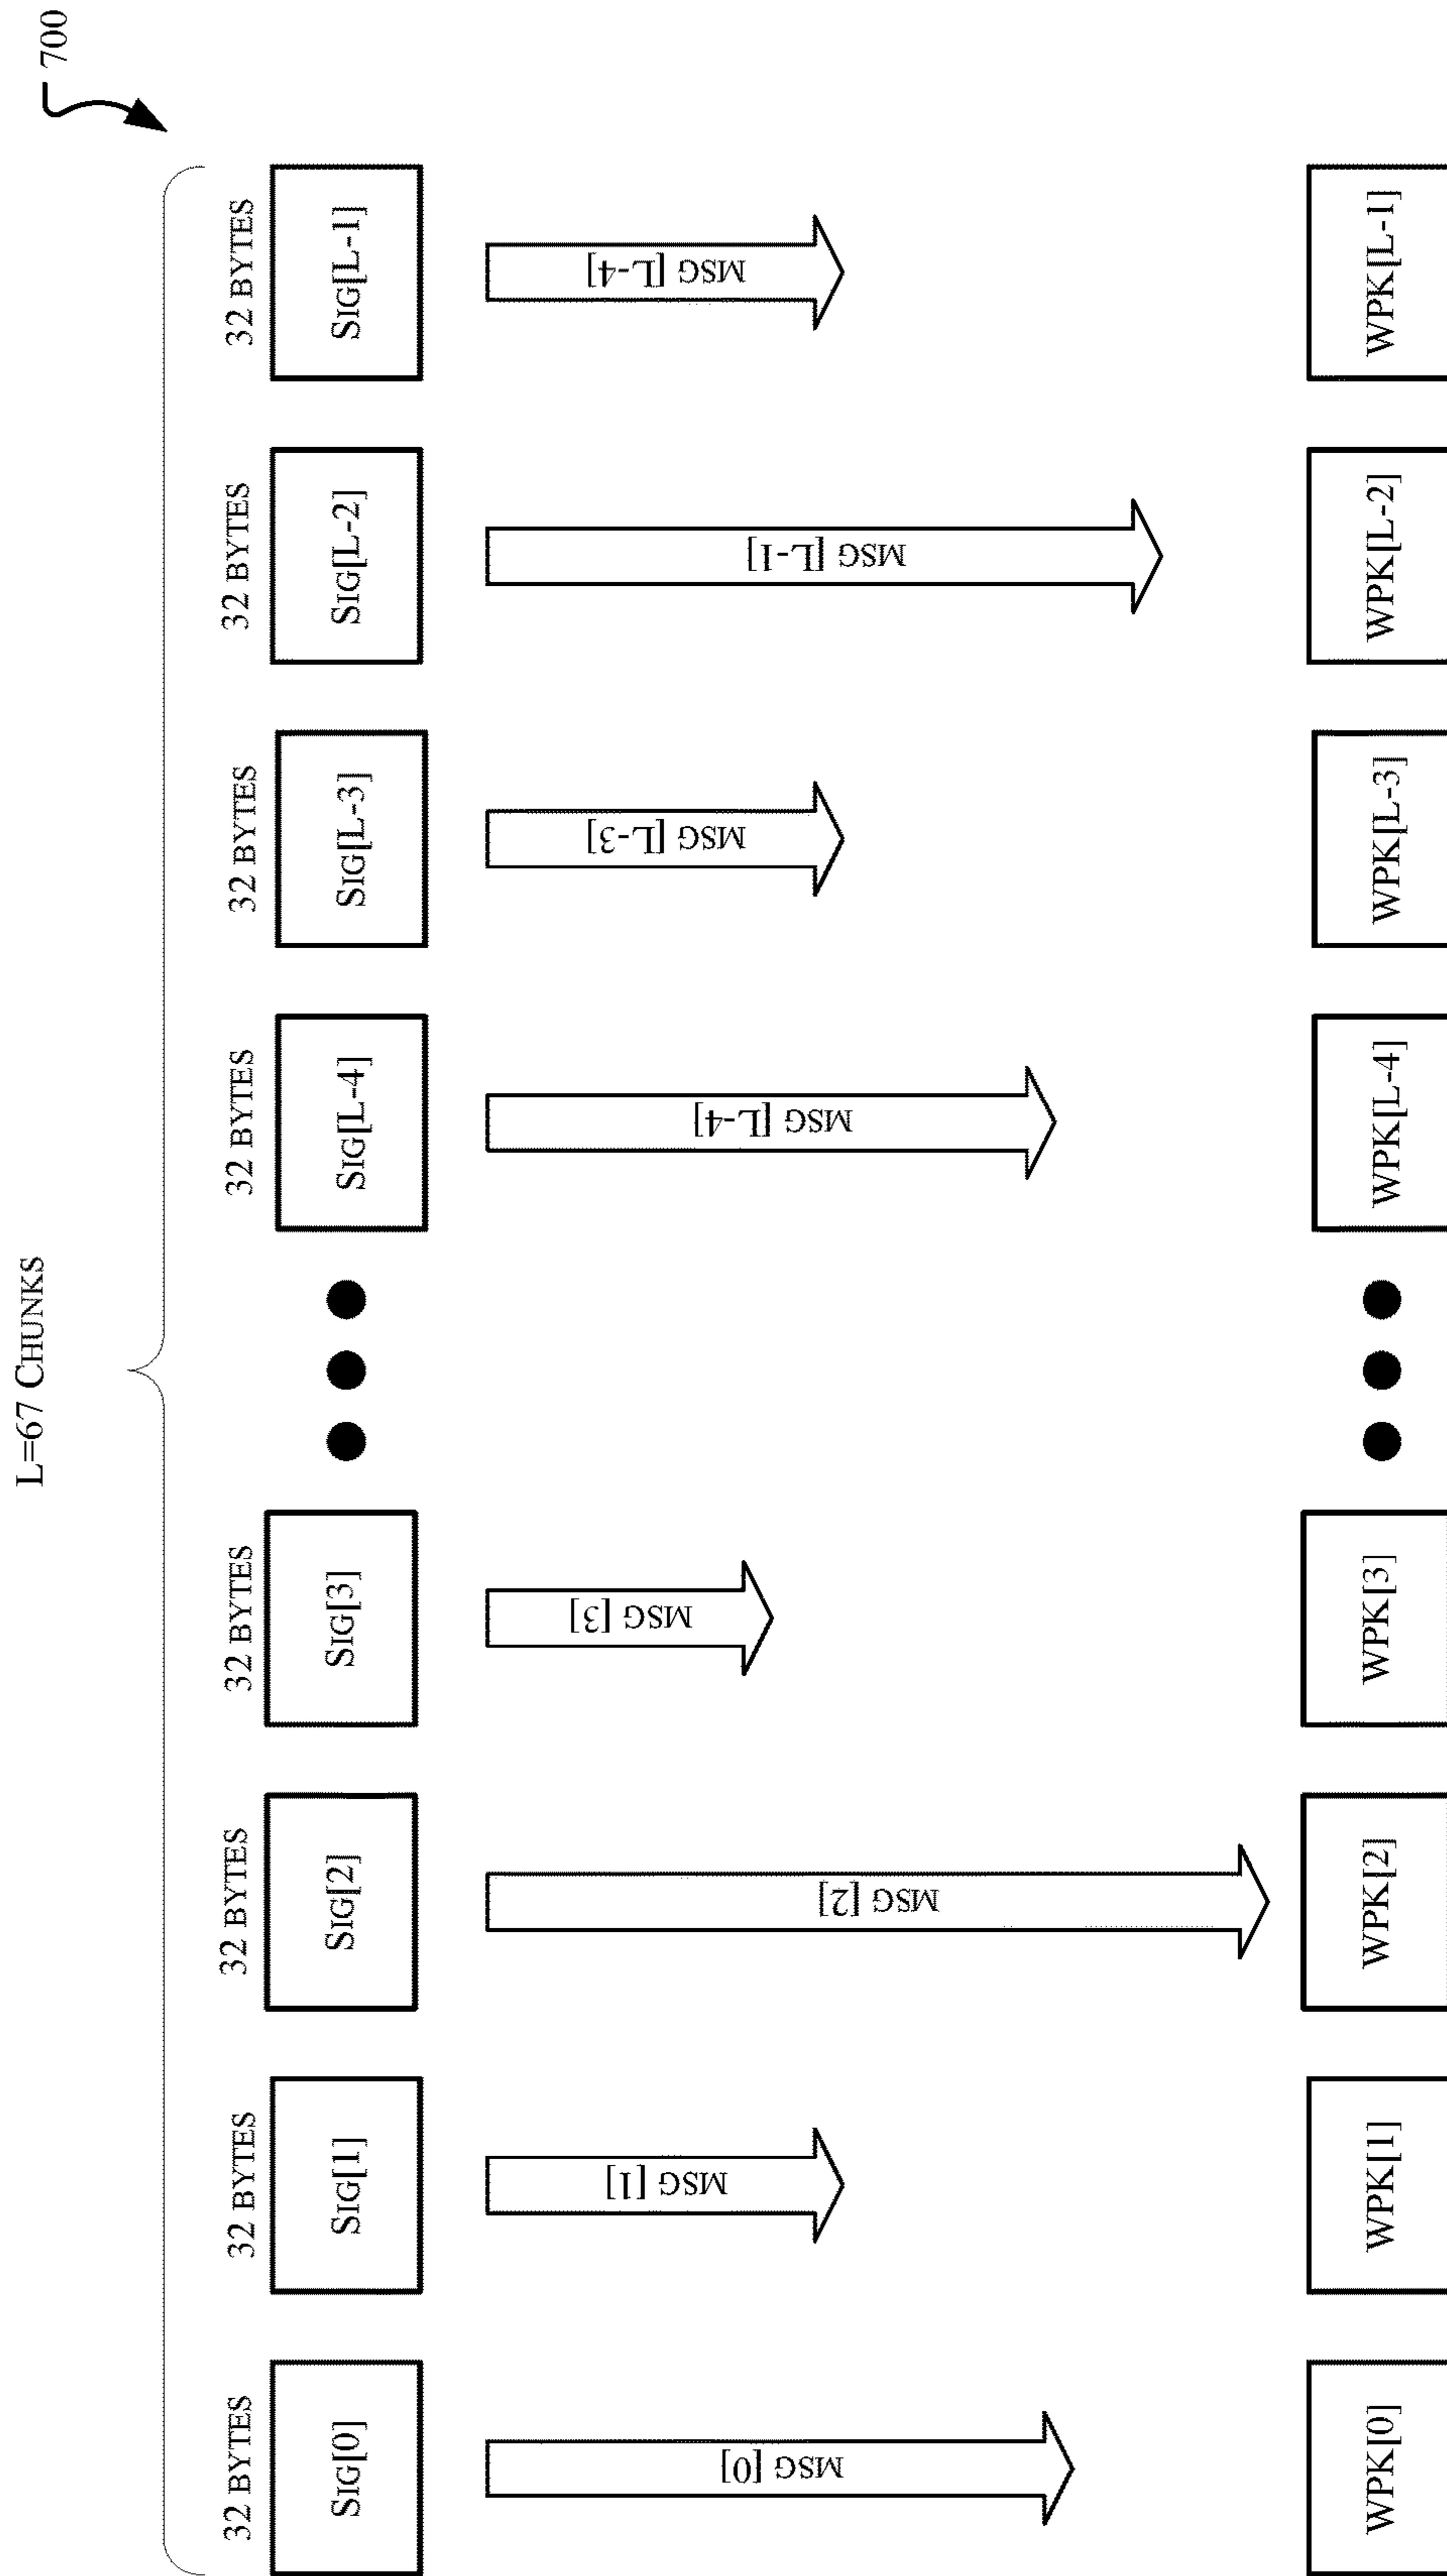 700
L=67 CHUNKS
32 BYTES
32 BYTES
32 BYTES
32 BYTES
32 BYTES
32 BYTES
32 BYTES
32 BYTES
SIG[0]
SIG[1]
SIG[2]
SIG[3]
SIG[L-4]
SIG[L-3]
SIG[L-2]
SIG[L-1]
MSG [0]
MSG [1]
MSG [2]
MSG [3]
MSG [L-4]
MSG [L-3]
MSG [L-1]
MSG [L-4]
WPK[0]
WPK[1]
WPK[2]
WPK[3]
WPK[L-4]
WPK[L-3]
WPK[L-2]
WPK[L-1]